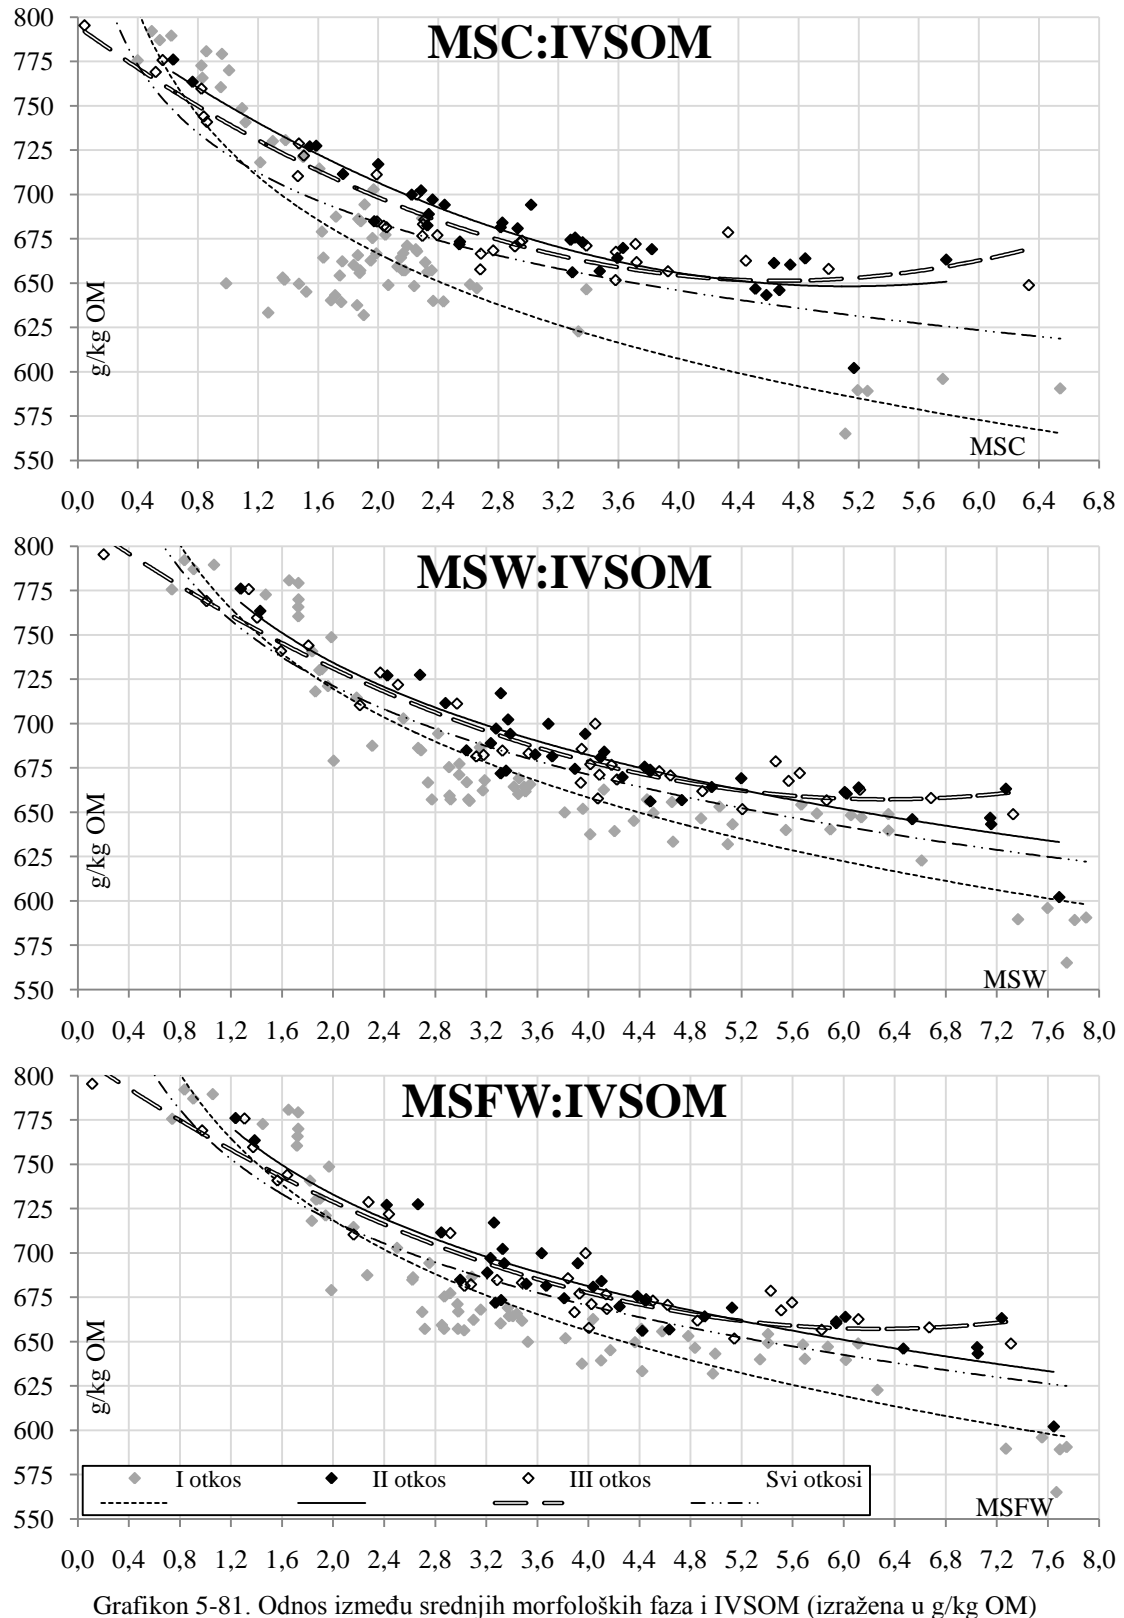 MSC:IVSOM
800
775
750
725
700
675
650
625
600
575
550
g/kg OM
MSC
0,0 0,4 0,8 1,2 1,6 2,0 2,4 2,8 3,2 3,6 4,0 4,4 4,8 5,2 5,6 6,0 6,4 6,8
MSW:IVSOM
800
775
750
725
700
675
650
625
600
575
550
g/kg OM
MSW
0,0 0,4 0,8 1,2 1,6 2,0 2,4 2,8 3,2 3,6 4,0 4,4 4,8 5,2 5,6 6,0 6,4 6,8 7,2 7,6 8,0
MSFW:IVSOM
800
775
750
725
700
675
650
625
600
575
550
g/kg OM
I otkos II otkos III otkos Svi otkosi
MSFW
0,0 0,4 0,8 1,2 1,6 2,0 2,4 2,8 3,2 3,6 4,0 4,4 4,8 5,2 5,6 6,0 6,4 6,8 7,2 7,6 8,0
Grafikon 5-81. Odnos između srednjih morfoloških faza i IVSOM (izražena u g/kg OM)